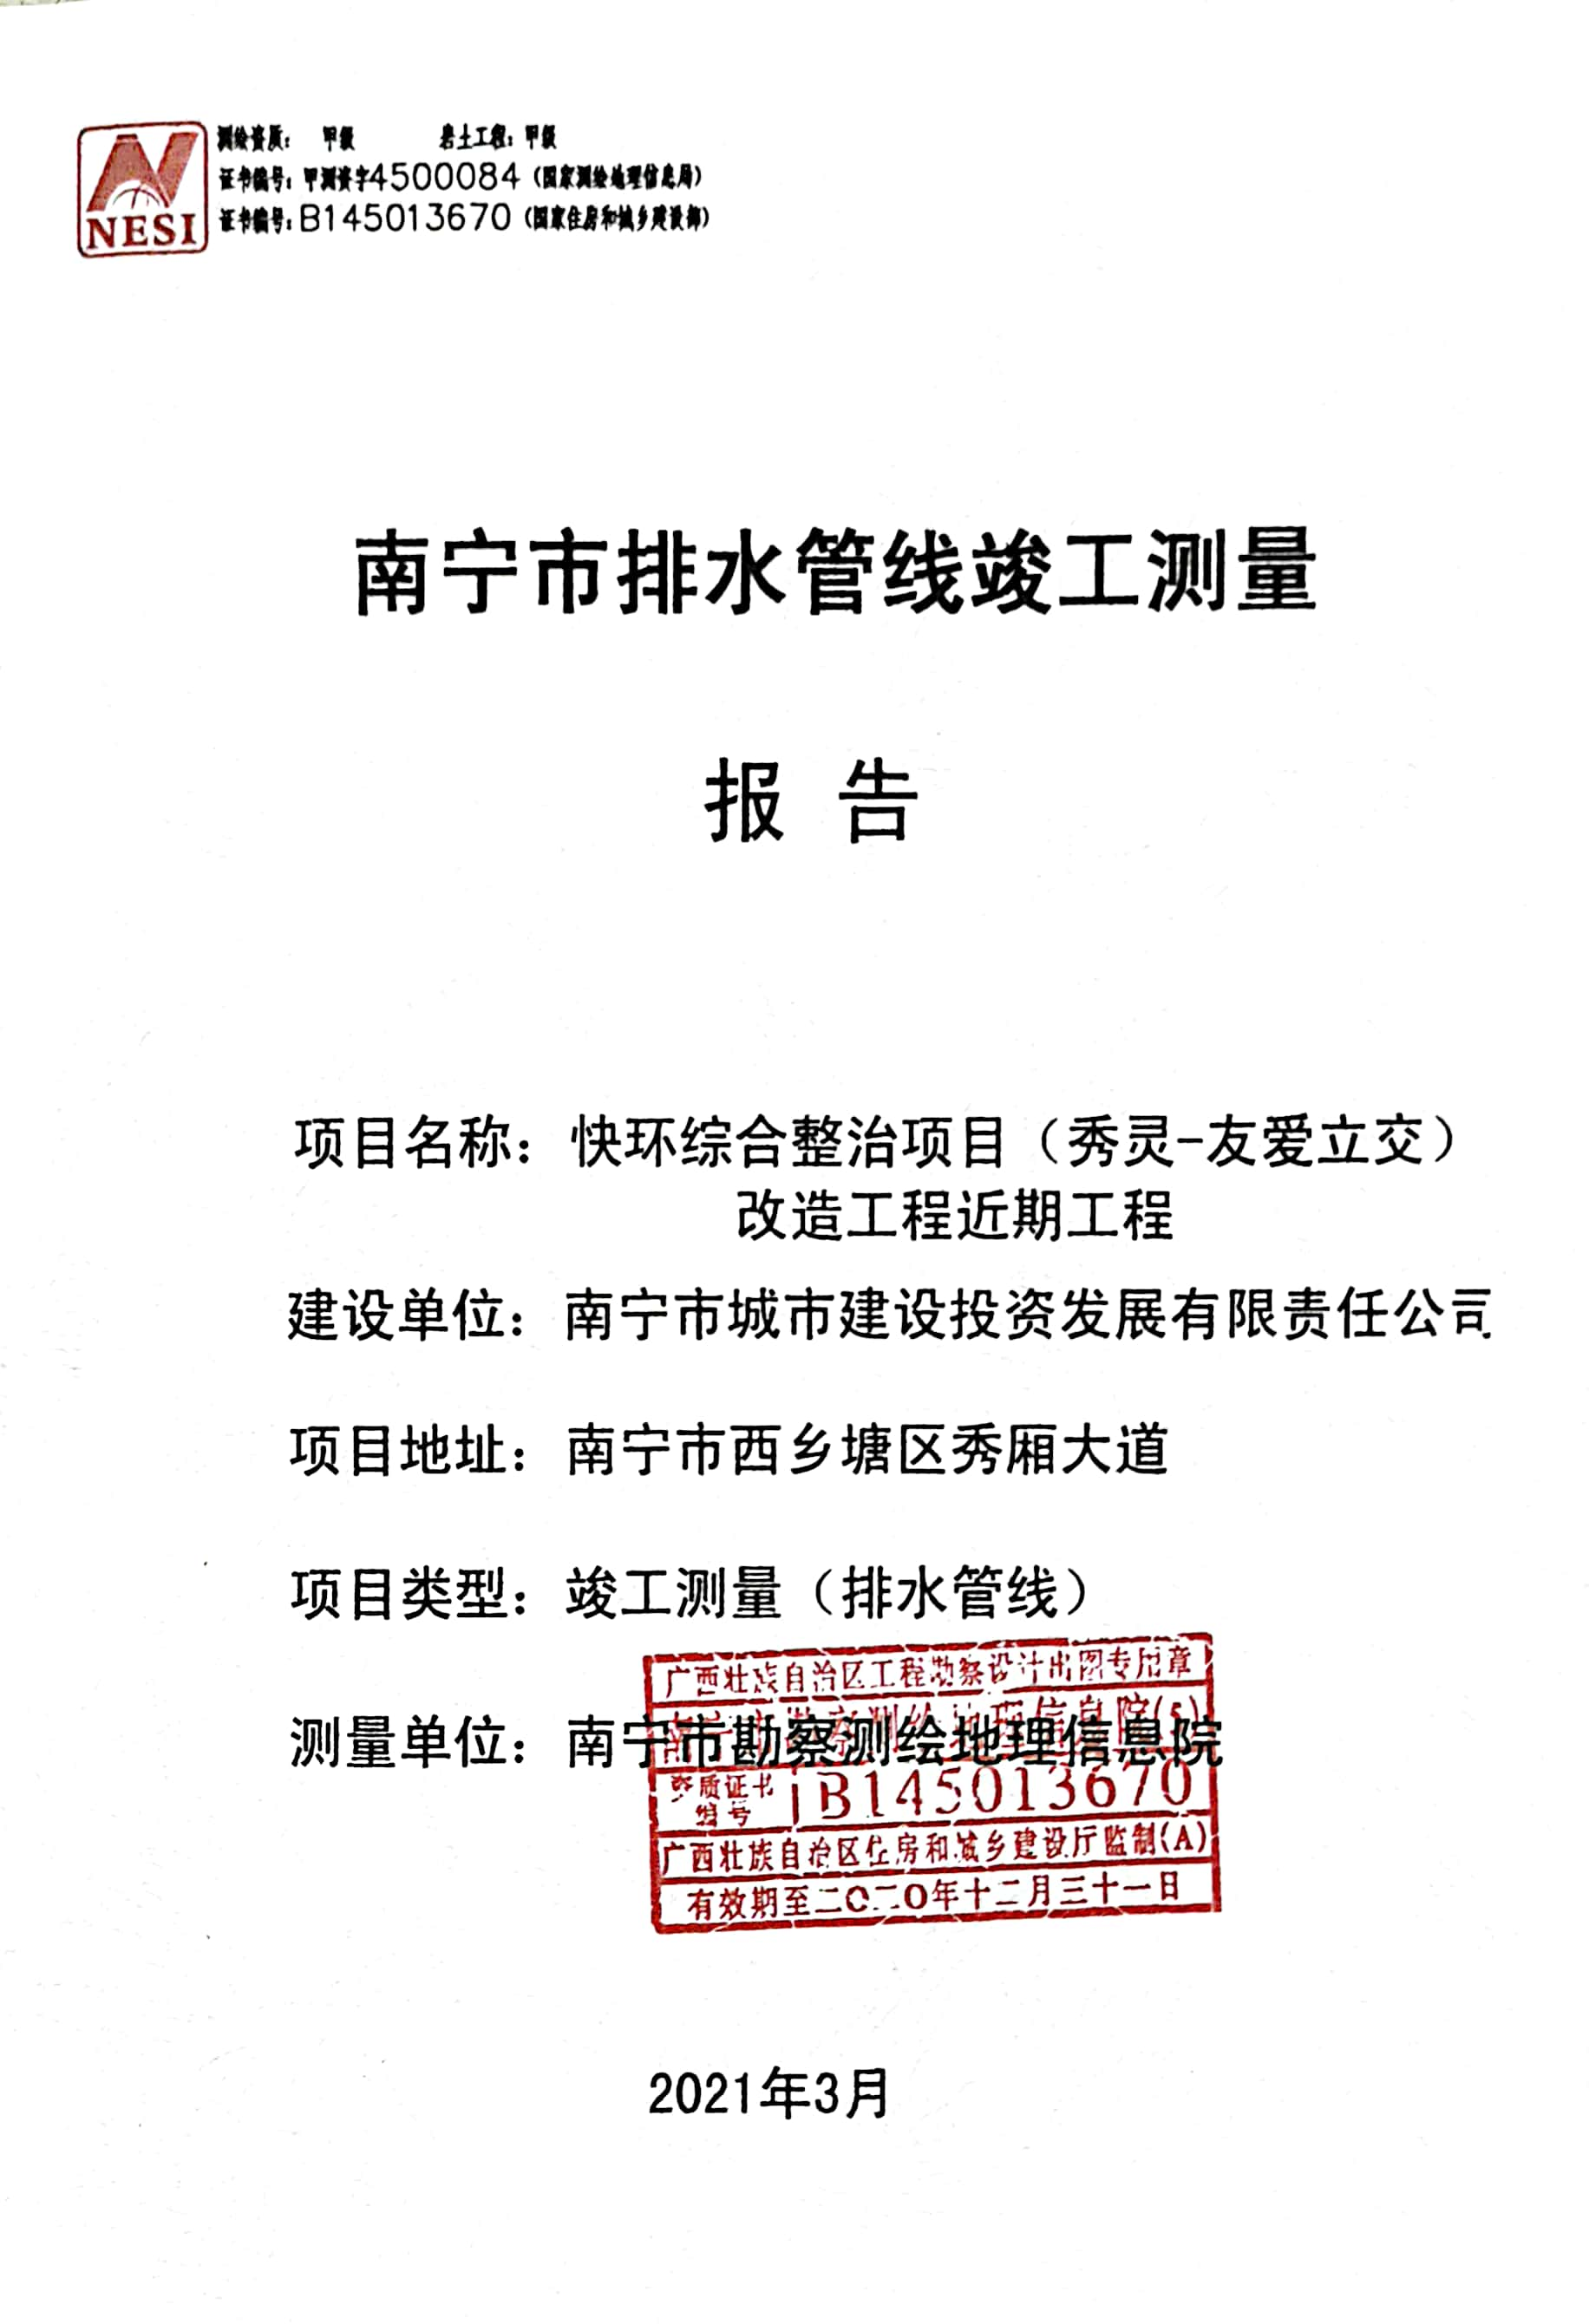 NESI
测绘资质： 甲级 岩土工程：甲级
证书编号：甲测资字4500084（国家测绘地理信息局）
证书编号：B145013670（国家住房和城乡建设部）
南宁市排水管线竣工测量
报 告
项目名称：快环综合整治项目（秀灵-友爱立交）
改造工程近期工程
建设单位：南宁市城市建设投资发展有限责任公司
项目地址：南宁市西乡塘区秀厢大道
项目类型：竣工测量（排水管线）
广西壮族自治区工程勘察设计出图专用章
测量单位：南宁市勘察测绘地理信息院
资质证书编号 B145013670
广西壮族自治区住房和城乡建设厅监制(A)
有效期至二〇二〇年十二月三十一日
2021年3月